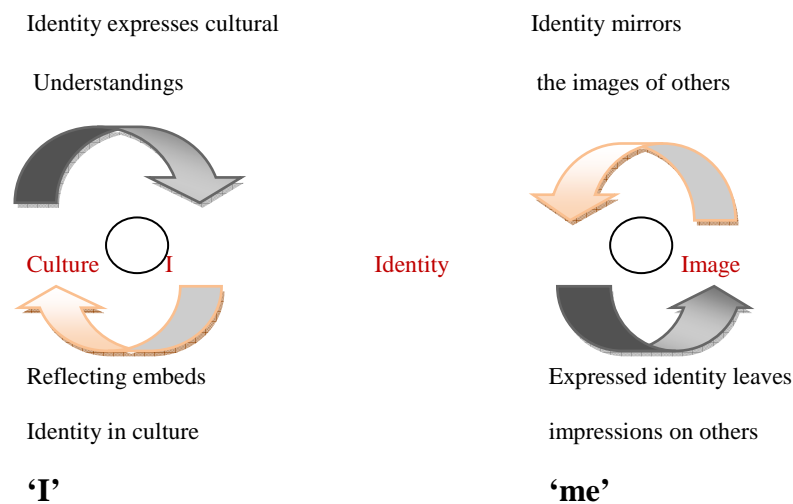 Identity expresses cultural
Understandings
Identity mirrors
the images of others
Culture I Identity Image
Reflecting embeds
Identity in culture
Expressed identity leaves
impressions on others
‘I’ ‘me’